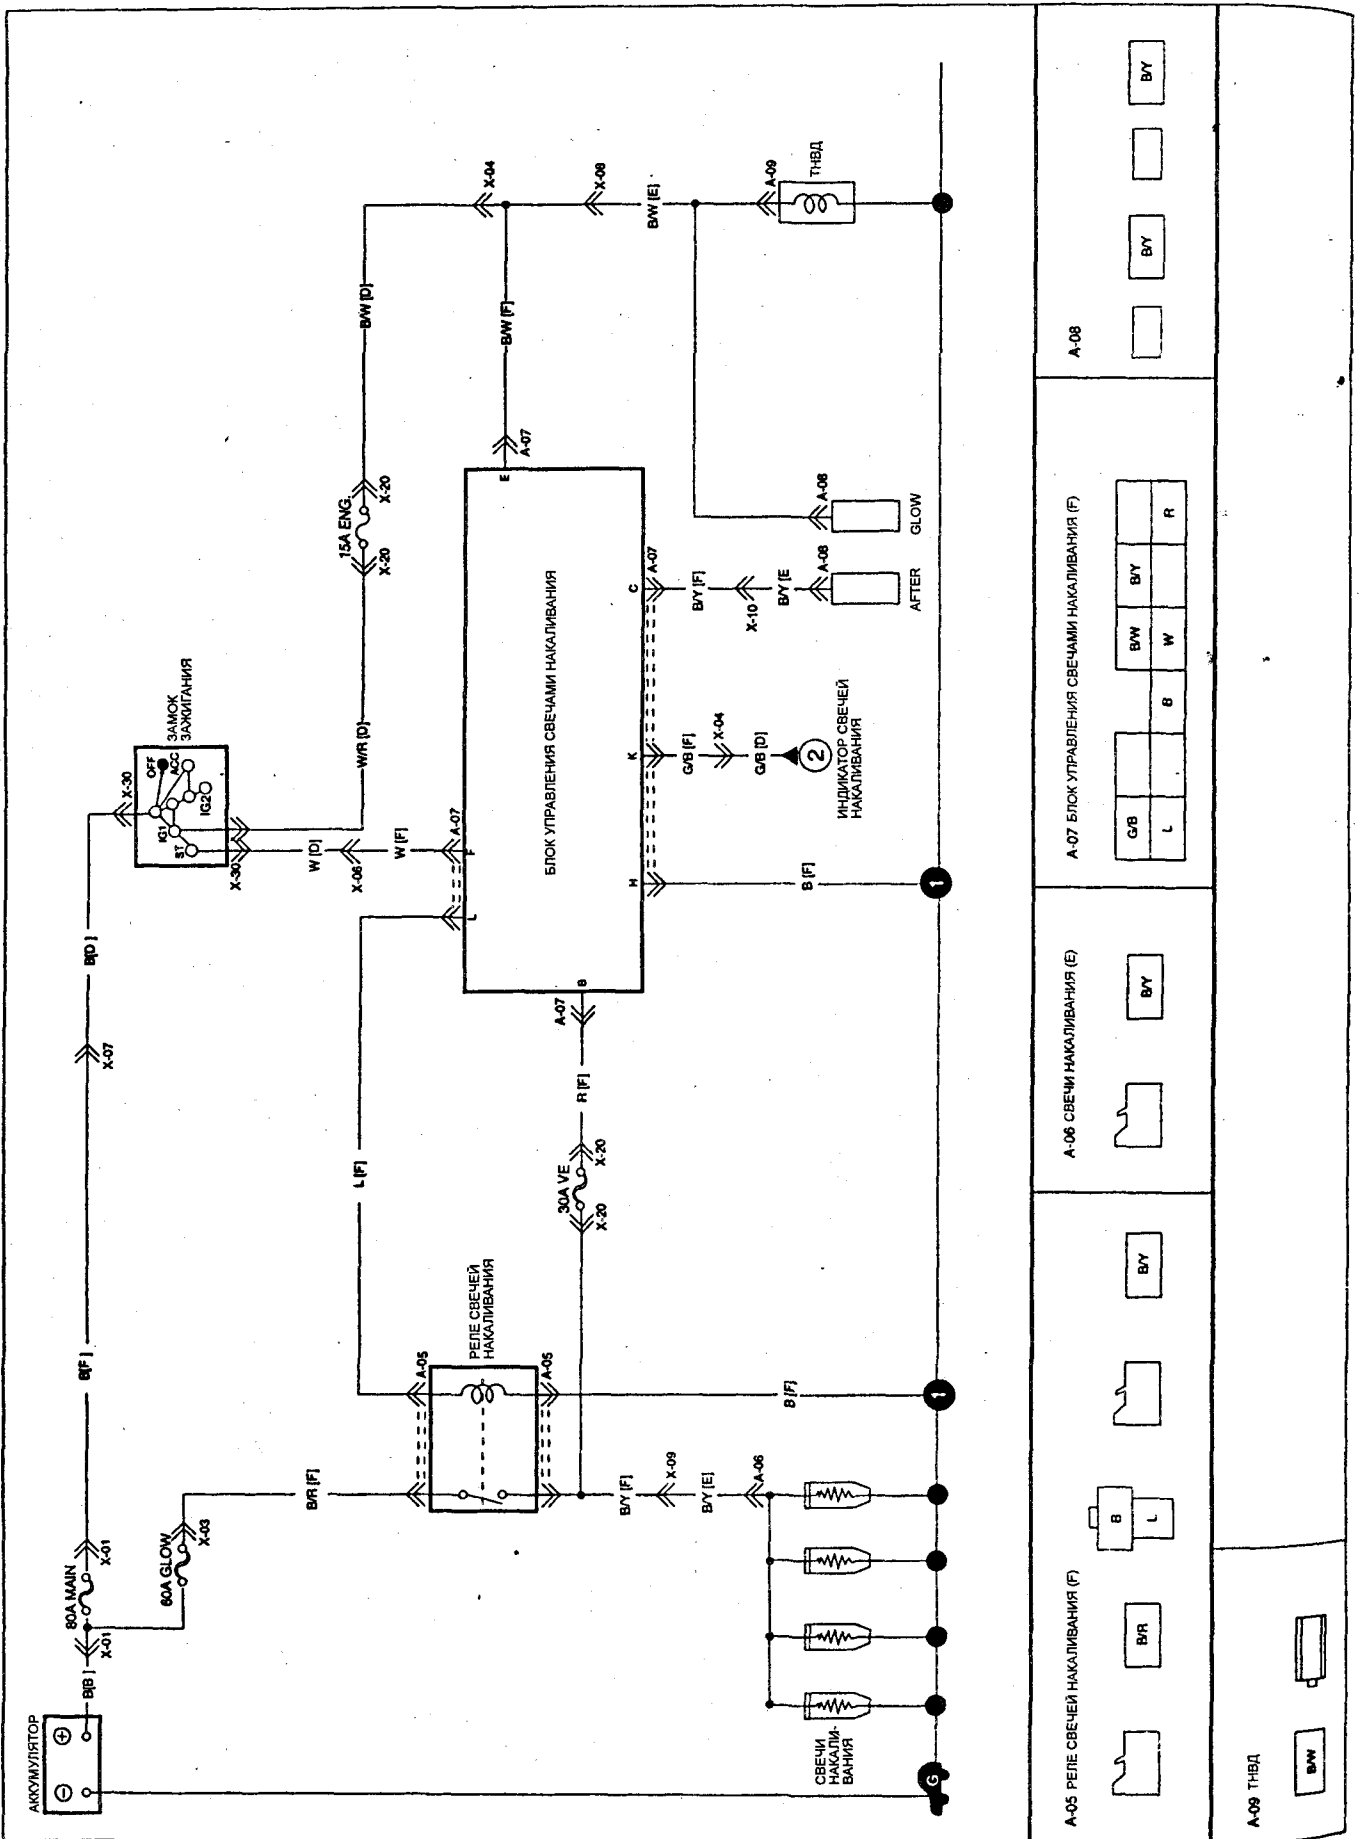 АККУМУЛЯТОР
B[B ]
X-01
80A MAIN
X-01
B[F ]
X-07
B[D ]
X-30
ЗАМОК
ЗАЖИГАНИЯ
OFF
ACC
IG2
IG1
ST
X-30
60A GLOW
X-03
B/R [F]
A-05
РЕЛЕ СВЕЧЕЙ
НАКАЛИВАНИЯ
A-05
L [F]
W [D]
X-06
W [F]
A-07
W/R [D]
X-20
15A ENG.
X-20
B/W [D]
X-04
B/W [F]
A-07
X-08
B/W [E]
A-09
ТНВД
L
F
E
B
H
K
C
БЛОК УПРАВЛЕНИЯ СВЕЧАМИ НАКАЛИВАНИЯ
A-07
R [F]
X-20
30A VE
X-20
B/Y [F]
X-09
B/Y [E]
A-06
СВЕЧИ
НАКАЛИ-
ВАНИЯ
B [F]
B [F]
G/B [F]
X-04
G/B [D]
2
ИНДИКАТОР СВЕЧЕЙ
НАКАЛИВАНИЯ
A-07
B/Y [F]
X-10
B/Y [E
A-08
AFTER
A-08
GLOW
G
1
1
A-05 РЕЛЕ СВЕЧЕЙ НАКАЛИВАНИЯ (F)
B/R
B
L
B/Y
A-06 СВЕЧИ НАКАЛИВАНИЯ (E)
B/Y
A-07 БЛОК УПРАВЛЕНИЯ СВЕЧАМИ НАКАЛИВАНИЯ (F)
G/B B/W B/Y
L B W R
A-08
B/Y
B/Y
A-09 ТНВД
B/W